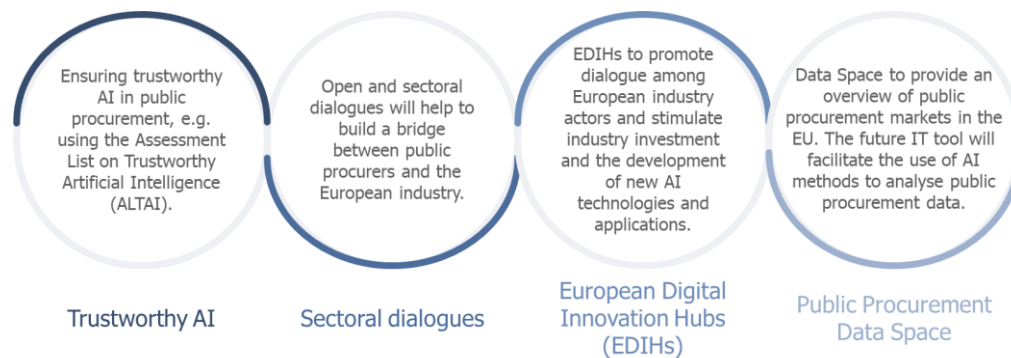 Ensuring trustworthy
AI in public
procurement, e.g.
using the Assessment
List on Trustworthy
Artificial Intelligence
(ALTAI).
Trustworthy AI
Open and sectoral
dialogues will help to
build a bridge
between public
procurers and the
European industry.
Sectoral dialogues
EDIHs to promote
dialogue among
European industry
actors and stimulate
industry investment
and the development
of new AI
technologies and
applications.
European Digital
Innovation Hubs
(EDIHs)
Data Space to provide an
overview of public
procurement markets in the
EU. The future IT tool will
facilitate the use of AI
methods to analyse public
procurement data.
Public Procurement
Data Space